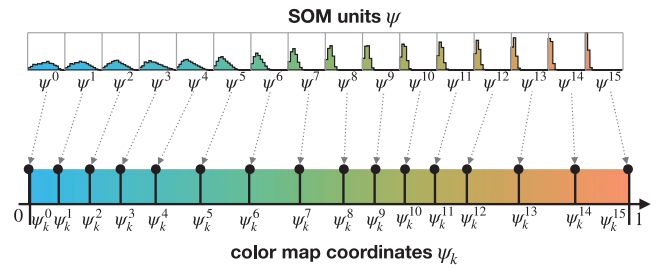 SOM units ψ
ψ⁰ ψ¹ ψ² ψ³ ψ⁴ ψ⁵ ψ⁶ ψ⁷ ψ⁸ ψ⁹ ψ¹⁰ ψ¹¹ ψ¹² ψ¹³ ψ¹⁴ ψ¹⁵
0 ψₖ⁰ ψₖ¹ ψₖ² ψₖ³ ψₖ⁴ ψₖ⁵ ψₖ⁶ ψₖ⁷ ψₖ⁸ ψₖ⁹ ψₖ¹⁰ ψₖ¹¹ ψₖ¹² ψₖ¹³ ψₖ¹⁴ ψₖ¹⁵ 1
color map coordinates ψₖ